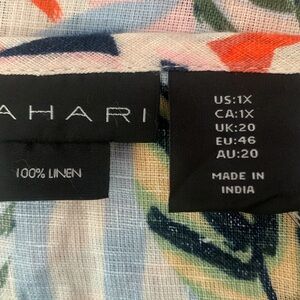 AHARI
100% LINEN
US:1X
CA:1X
UK:20
EU:46
AU:20
MADE IN
INDIA